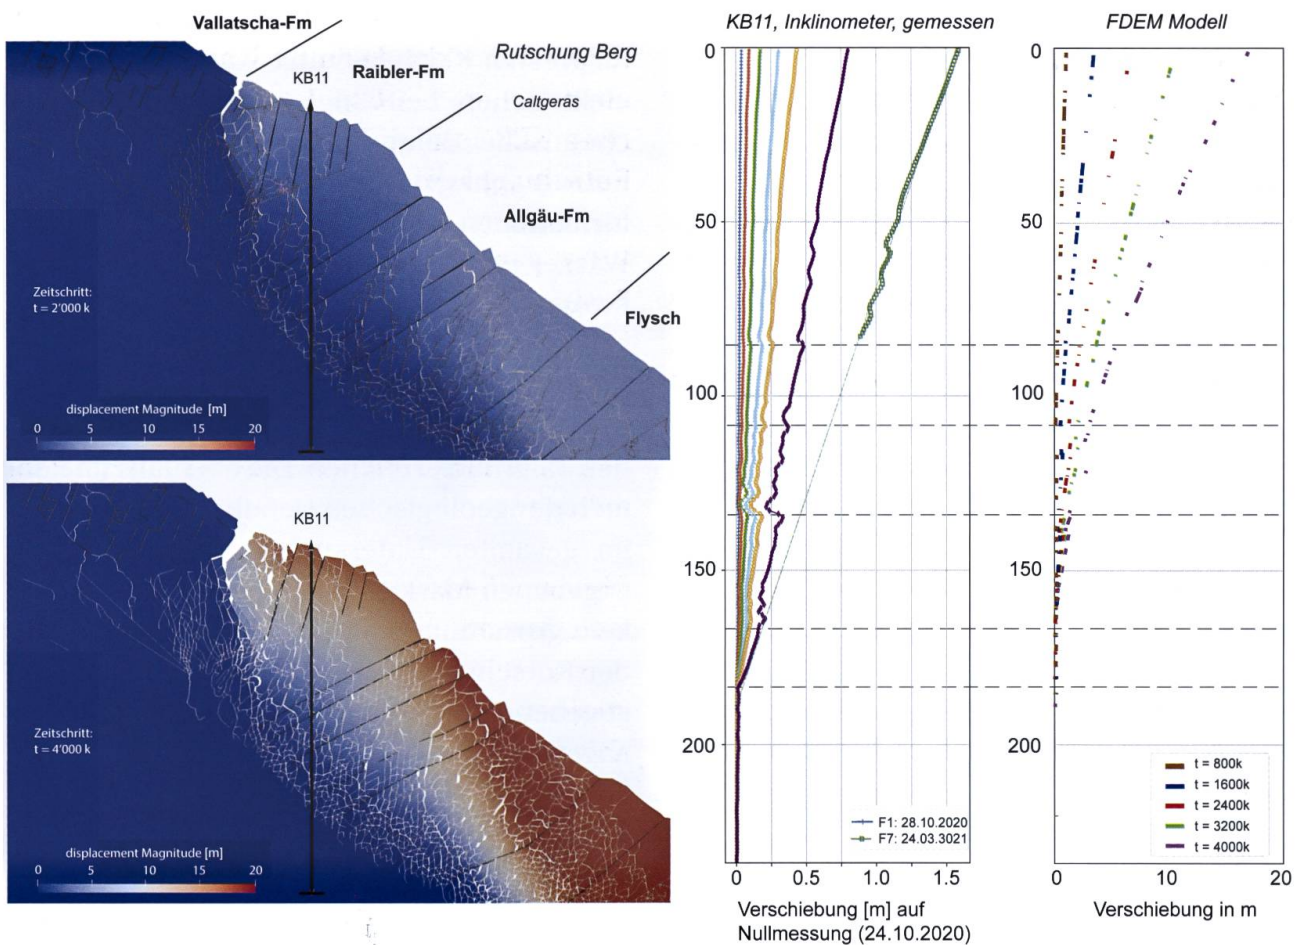 Vallatscha-Fm
Rutschung Berg
KB11
Raibler-Fm
Caltgeras
Allgäu-Fm
Flysch
Zeitschritt:
t = 2'000 k
displacement Magnitude [m]
0 5 10 15 20
KB11
Zeitschritt:
t = 4'000 k
displacement Magnitude [m]
0 5 10 15 20
KB11, Inklinometer, gemessen
0
50
100
150
200
F1: 28.10.2020
F7: 24.03.3021
0 0.5 1.0 1.5
Verschiebung [m] auf
Nullmessung (24.10.2020)
FDEM Modell
0
50
100
150
200
t = 800k
t = 1600k
t = 2400k
t = 3200k
t = 4000k
0 10 20
Verschiebung in m